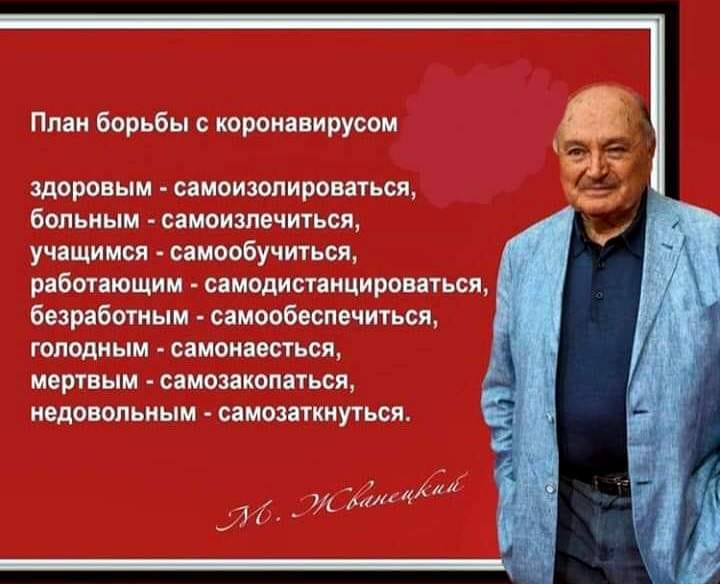 План борьбы с коронавирусом
здоровым - самоизолироваться,
больным - самоизлечиться,
учащимся - самообучиться,
работающим - самодистанцироваться,
безработным - самообеспечиться,
голодным - самонаесться,
мертвым - самозакопаться,
недовольным - самозаткнуться.
М. Жванецкий